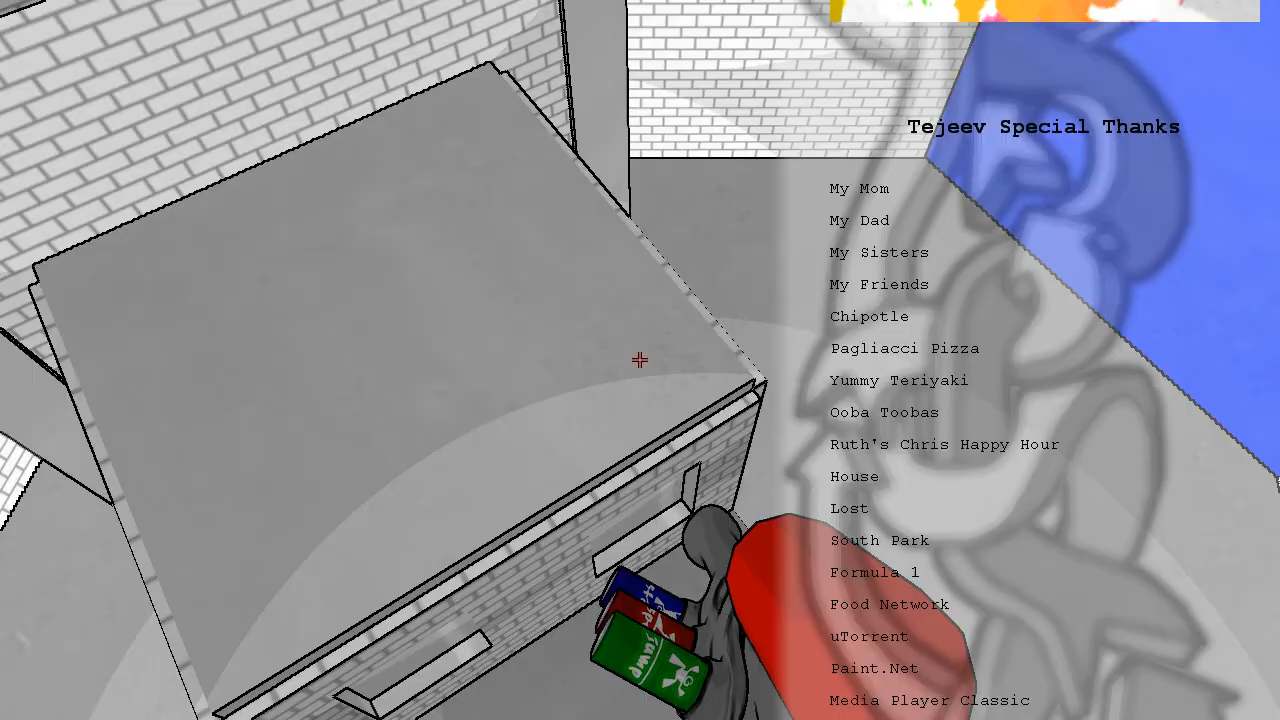 Tejeev Special Thanks
My Mom
My Dad
My Sisters
My Friends
Chipotle
Pagliacci Pizza
Yummy Teriyaki
Ooba Toobas
Ruth's Chris Happy Hour
House
Lost
South Park
Formula 1
Food Network
uTorrent
Paint.Net
Media Player Classic
Jump